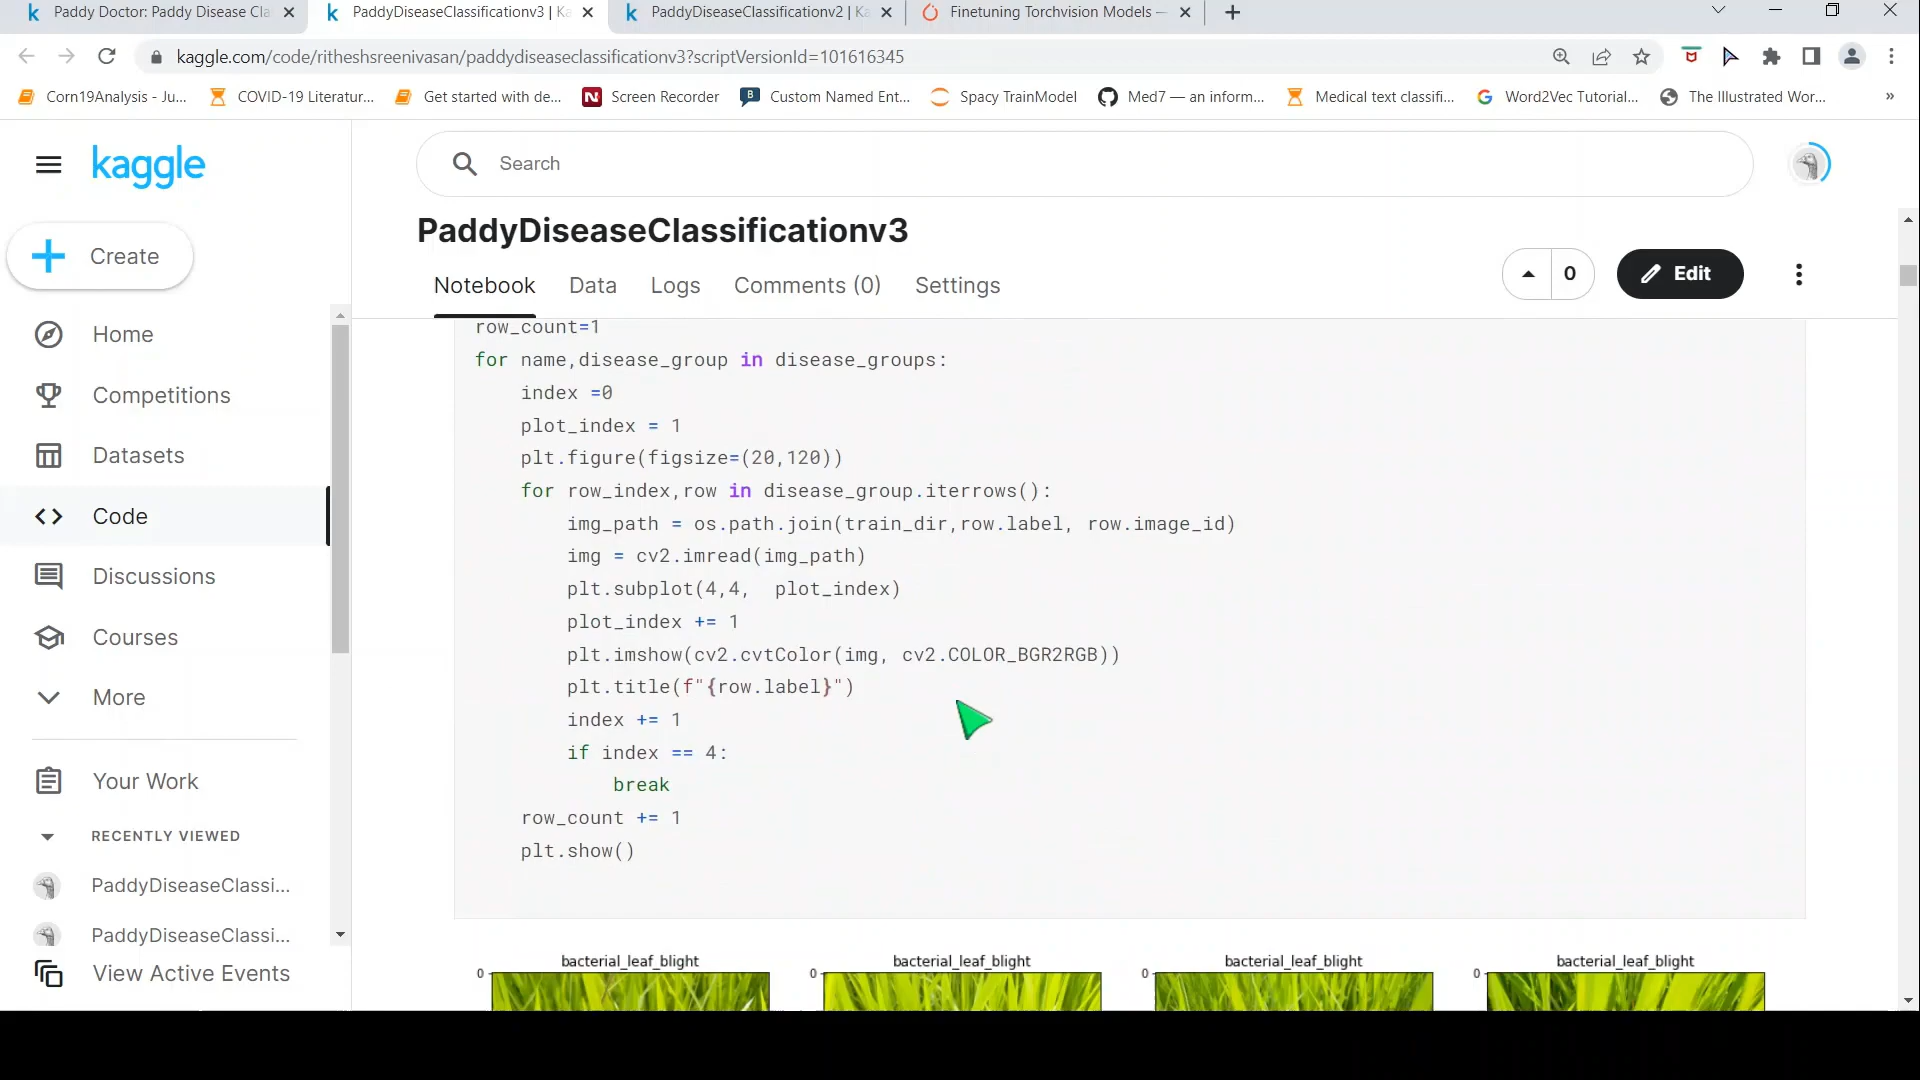 Paddy Doctor: Paddy Disease Cla
PaddyDiseaseClassificationv3 | Ka
PaddyDiseaseClassificationv2 | Ka
Finetuning Torchvision Models —
kaggle.com/code/ritheshsreenivasan/paddydiseaseclassificationv3?scriptVersionId=101616345
Corn19Analysis - Ju...
COVID-19 Literatur...
Get started with de...
Screen Recorder
Custom Named Ent...
Spacy TrainModel
Med7 — an inform...
Medical text classifi...
Word2Vec Tutorial...
The Illustrated Wor...
»
kaggle
Search
PaddyDiseaseClassificationv3
Create
Notebook
Data
Logs
Comments (0)
Settings
0
Edit
Home
Competitions
Datasets
Code
Discussions
Courses
More
Your Work
RECENTLY VIEWED
PaddyDiseaseClassi...
PaddyDiseaseClassi...
View Active Events
row_count=1
for name,disease_group in disease_groups:
index =0
plot_index = 1
plt.figure(figsize=(20,120))
for row_index,row in disease_group.iterrows():
img_path = os.path.join(train_dir,row.label, row.image_id)
img = cv2.imread(img_path)
plt.subplot(4,4,  plot_index)
plot_index += 1
plt.imshow(cv2.cvtColor(img, cv2.COLOR_BGR2RGB))
plt.title(f"{row.label}")
index += 1
if index == 4:
break
row_count += 1
plt.show()
bacterial_leaf_blight
bacterial_leaf_blight
bacterial_leaf_blight
bacterial_leaf_blight
0
0
0
0